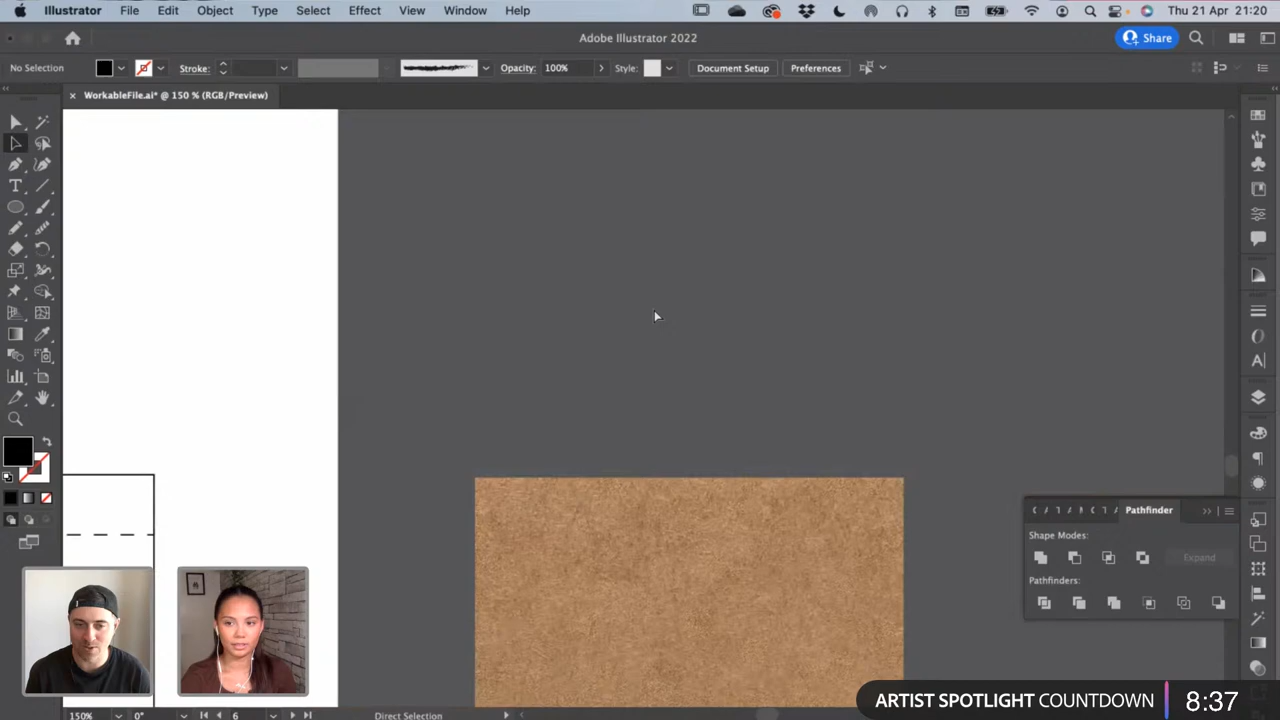 Illustrator File Edit Object Type Select Effect View Window Help Thu 21 Apr 21:20
Adobe Illustrator 2022 Share
No Selection Stroke: Opacity: 100% Style: Document Setup Preferences
× WorkableFile.ai* @ 150 % (RGB/Preview)
Pathfinder
Shape Modes:
Expand
Pathfinders:
ARTIST SPOTLIGHT COUNTDOWN 8:37
150% 0° 6 Direct Selection